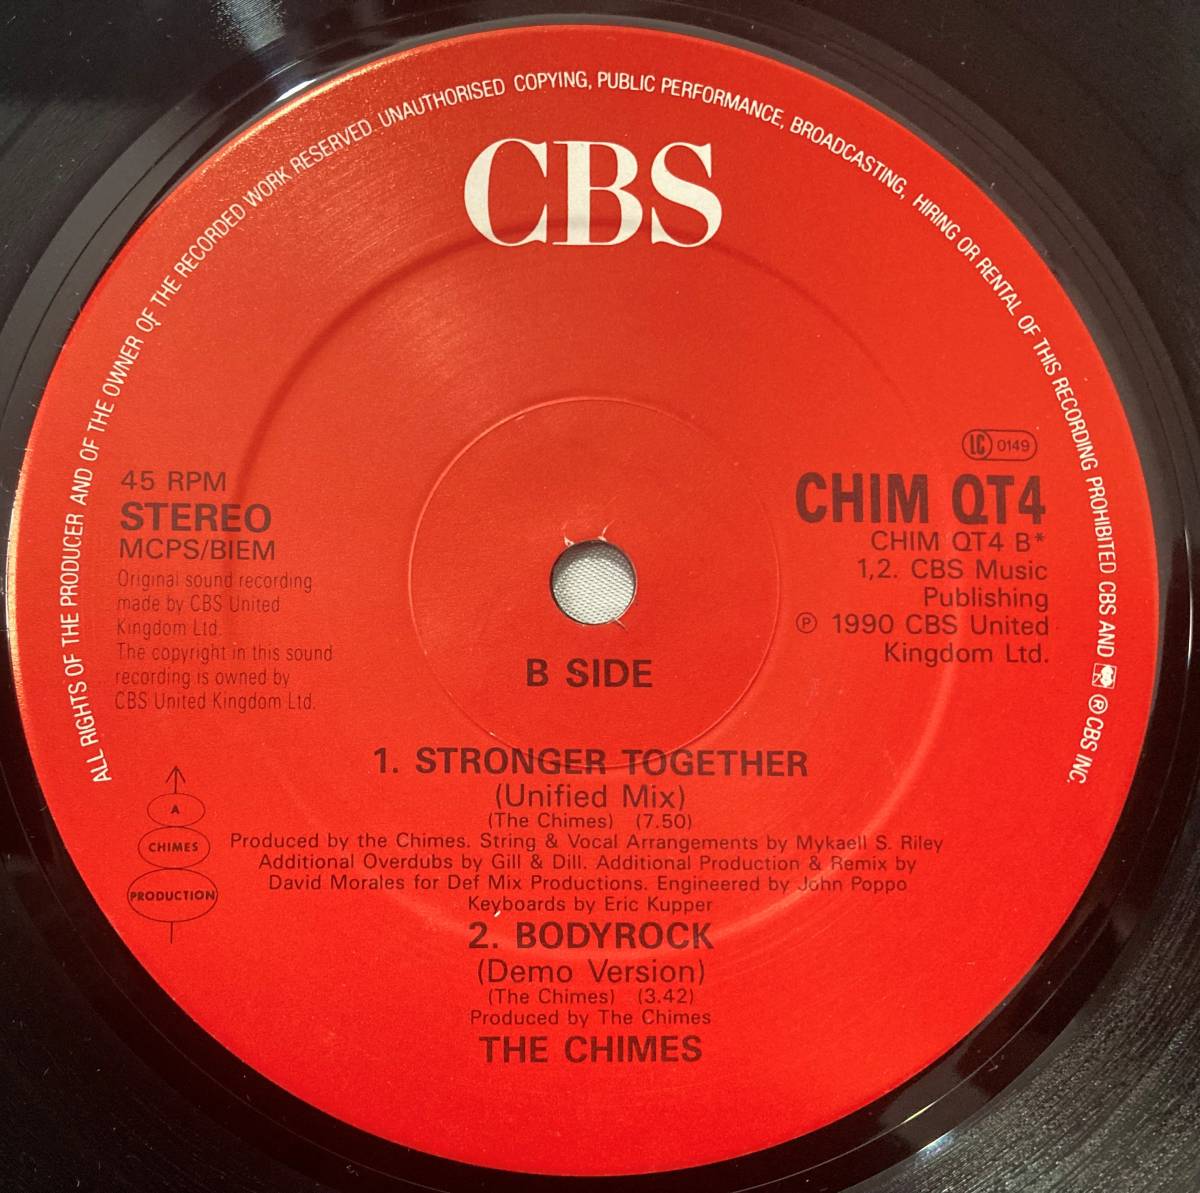 ALL RIGHTS OF THE PRODUCER AND OF THE OWNER OF THE RECORDED WORK RESERVED. UNAUTHORISED COPYING, PUBLIC PERFORMANCE, BROADCASTING, HIRING OR RENTAL OF THIS RECORDING PROHIBITED CBS AND ® CBS INC.
CBS
LC 0149
45 RPM
STEREO
MCPS/BIEM
Original sound recording
made by CBS United
Kingdom Ltd.
The copyright in this sound
recording is owned by
CBS United Kingdom Ltd.
CHIM QT4
CHIM QT4 B*
1,2. CBS Music
Publishing
℗ 1990 CBS United
Kingdom Ltd.
B SIDE
A
CHIMES
PRODUCTION
1. STRONGER TOGETHER
(Unified Mix)
(The Chimes) (7.50)
Produced by the Chimes. String & Vocal Arrangements by Mykaell S. Riley
Additional Overdubs by Gill & Dill. Additional Production & Remix by
David Morales for Def Mix Productions. Engineered by John Poppo
Keyboards by Eric Kupper
2. BODYROCK
(Demo Version)
(The Chimes) (3.42)
Produced by The Chimes
THE CHIMES